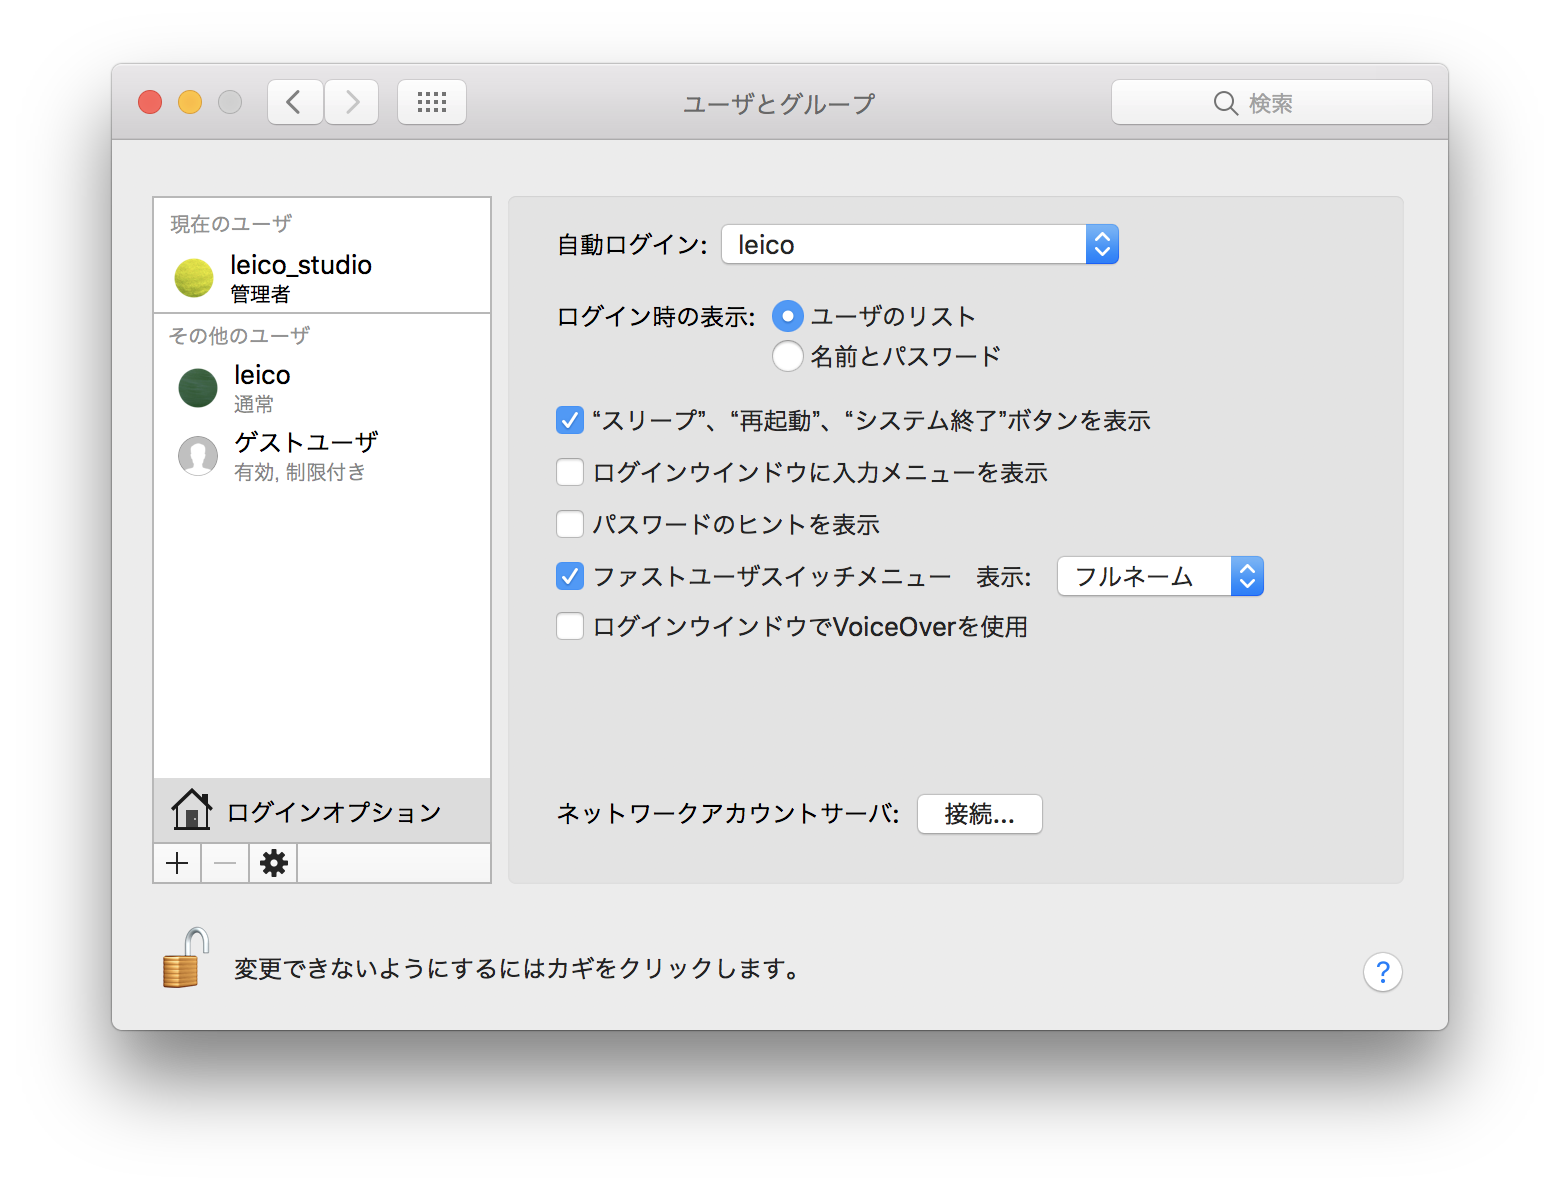 ユーザとグループ
検索
現在のユーザ
leico_studio
管理者
その他のユーザ
leico
通常
ゲストユーザ
有効, 制限付き
ログインオプション
自動ログイン: leico
ログイン時の表示: ユーザのリスト
名前とパスワード
“スリープ”、“再起動”、“システム終了”ボタンを表示
ログインウインドウに入力メニューを表示
パスワードのヒントを表示
ファストユーザスイッチメニュー 表示: フルネーム
ログインウインドウでVoiceOverを使用
ネットワークアカウントサーバ: 接続...
変更できないようにするにはカギをクリックします。
?